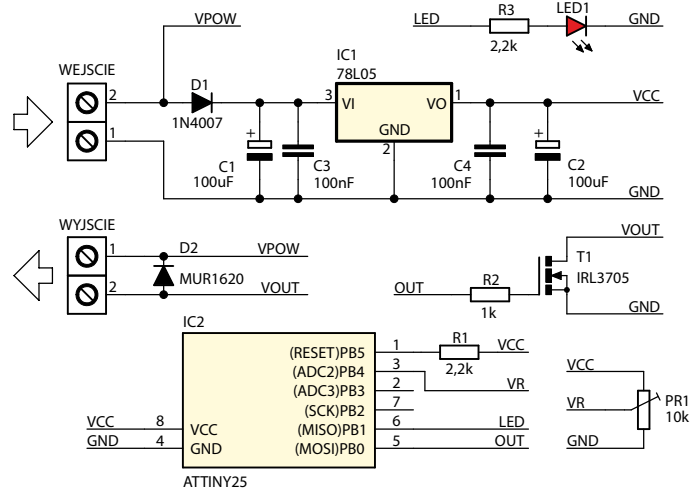 VPOW
LED
R3
2,2k
LED1
GND
WEJSCIE
2
1
D1
1N4007
IC1
78L05
3
VI
VO
1
GND
2
VCC
+
C1
100uF
C3
100nF
C4
100nF
+
C2
100uF
GND
WYJSCIE
1
2
D2
MUR1620
VPOW
VOUT
OUT
R2
1k
VOUT
T1
IRL3705
GND
IC2
(RESET)PB5
(ADC2)PB4
(ADC3)PB3
(SCK)PB2
(MISO)PB1
(MOSI)PB0
1
3
2
7
6
5
R1
2,2k
VCC
VR
LED
OUT
VCC
8
VCC
GND
4
GND
ATTINY25
VCC
VR
GND
PR1
10k